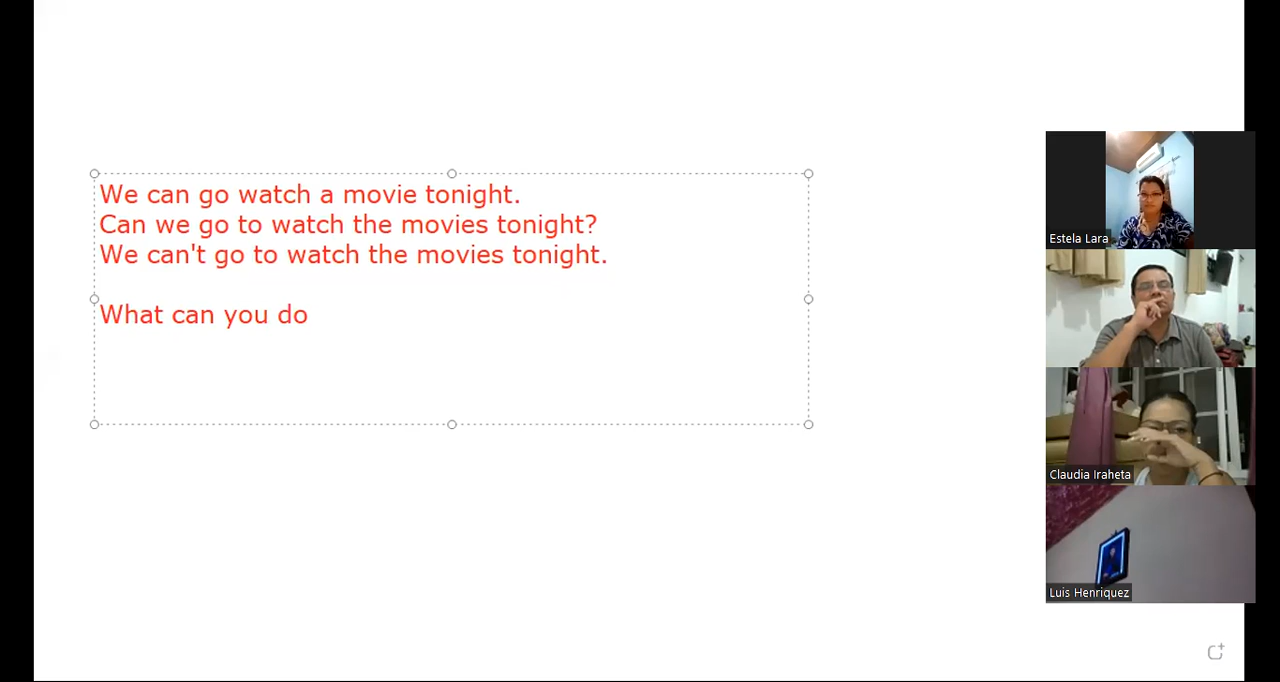 We can go watch a movie tonight.
Can we go to watch the movies tonight?
We can't go to watch the movies tonight.
What can you do
Estela Lara
Claudia Iraheta
Luis Henriquez